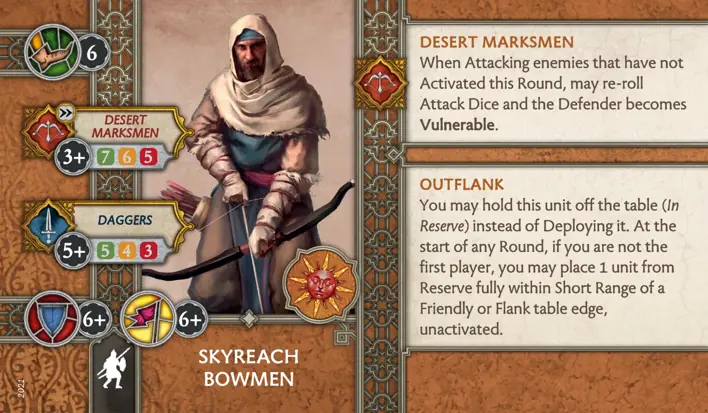 6
DESERT
MARKSMEN
3+ 7 6 5
DAGGERS
5+ 5 4 3
6+ 6+
SKYREACH
BOWMEN
2021
DESERT MARKSMEN
When Attacking enemies that have not
Activated this Round, may re-roll
Attack Dice and the Defender becomes
Vulnerable.
OUTFLANK
You may hold this unit off the table (In
Reserve) instead of Deploying it. At the
start of any Round, if you are not the
first player, you may place 1 unit from
Reserve fully within Short Range of a
Friendly or Flank table edge,
unactivated.